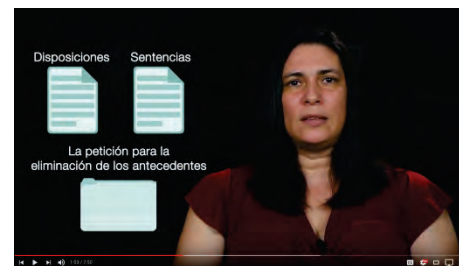 Disposiciones Sentencias
La petición para la
eliminación de los antecedentes